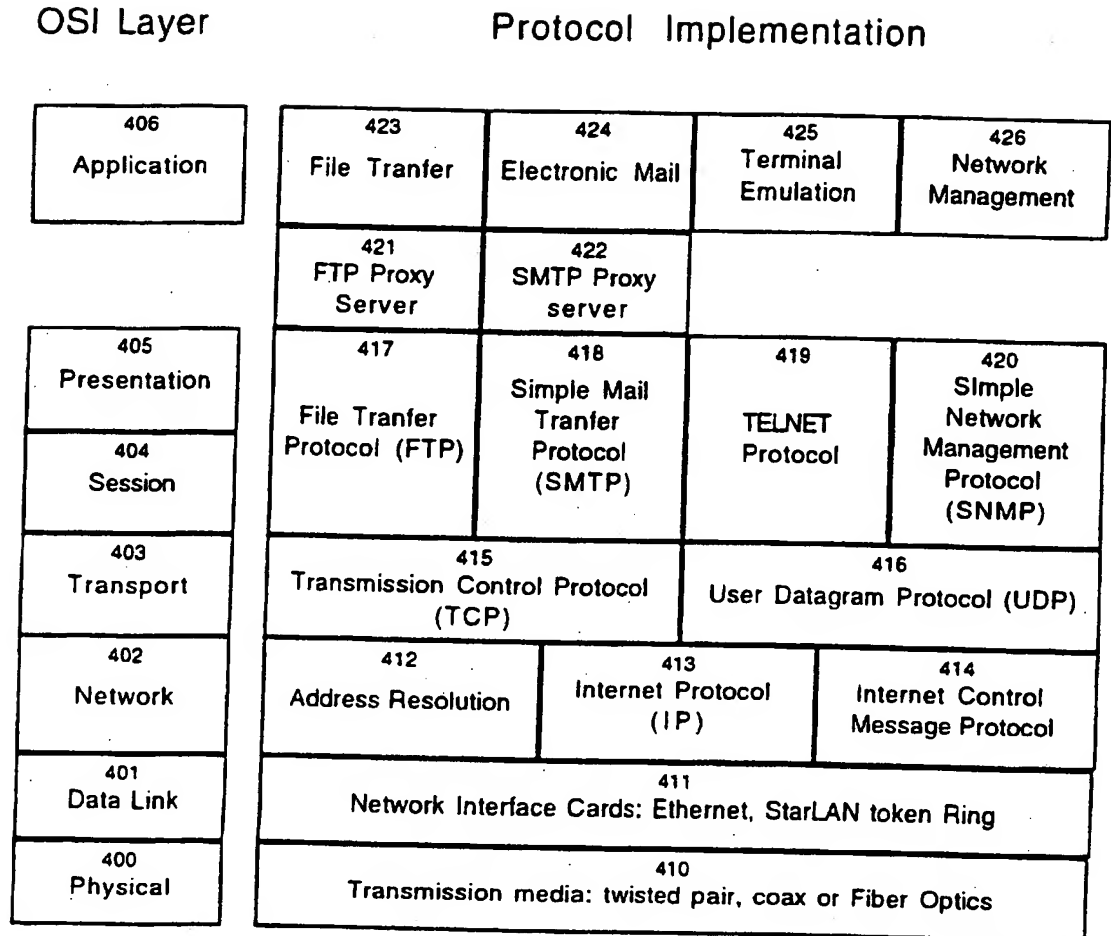 OSI Layer
Protocol Implementation
406
Application
423
File Tranfer
424
Electronic Mail
425
Terminal
Emulation
426
Network
Management
421
FTP Proxy
Server
422
SMTP Proxy
server
405
Presentation
404
Session
417
File Tranfer
Protocol (FTP)
418
Simple Mail
Tranfer
Protocol
(SMTP)
419
TELNET
Protocol
420
SImple
Network
Management
Protocol
(SNMP)
403
Transport
415
Transmission Control Protocol
(TCP)
416
User Datagram Protocol (UDP)
402
Network
412
Address Resolution
413
Internet Protocol
(IP)
414
Internet Control
Message Protocol
401
Data Link
411
Network Interface Cards: Ethernet, StarLAN token Ring
400
Physical
410
Transmission media: twisted pair, coax or Fiber Optics